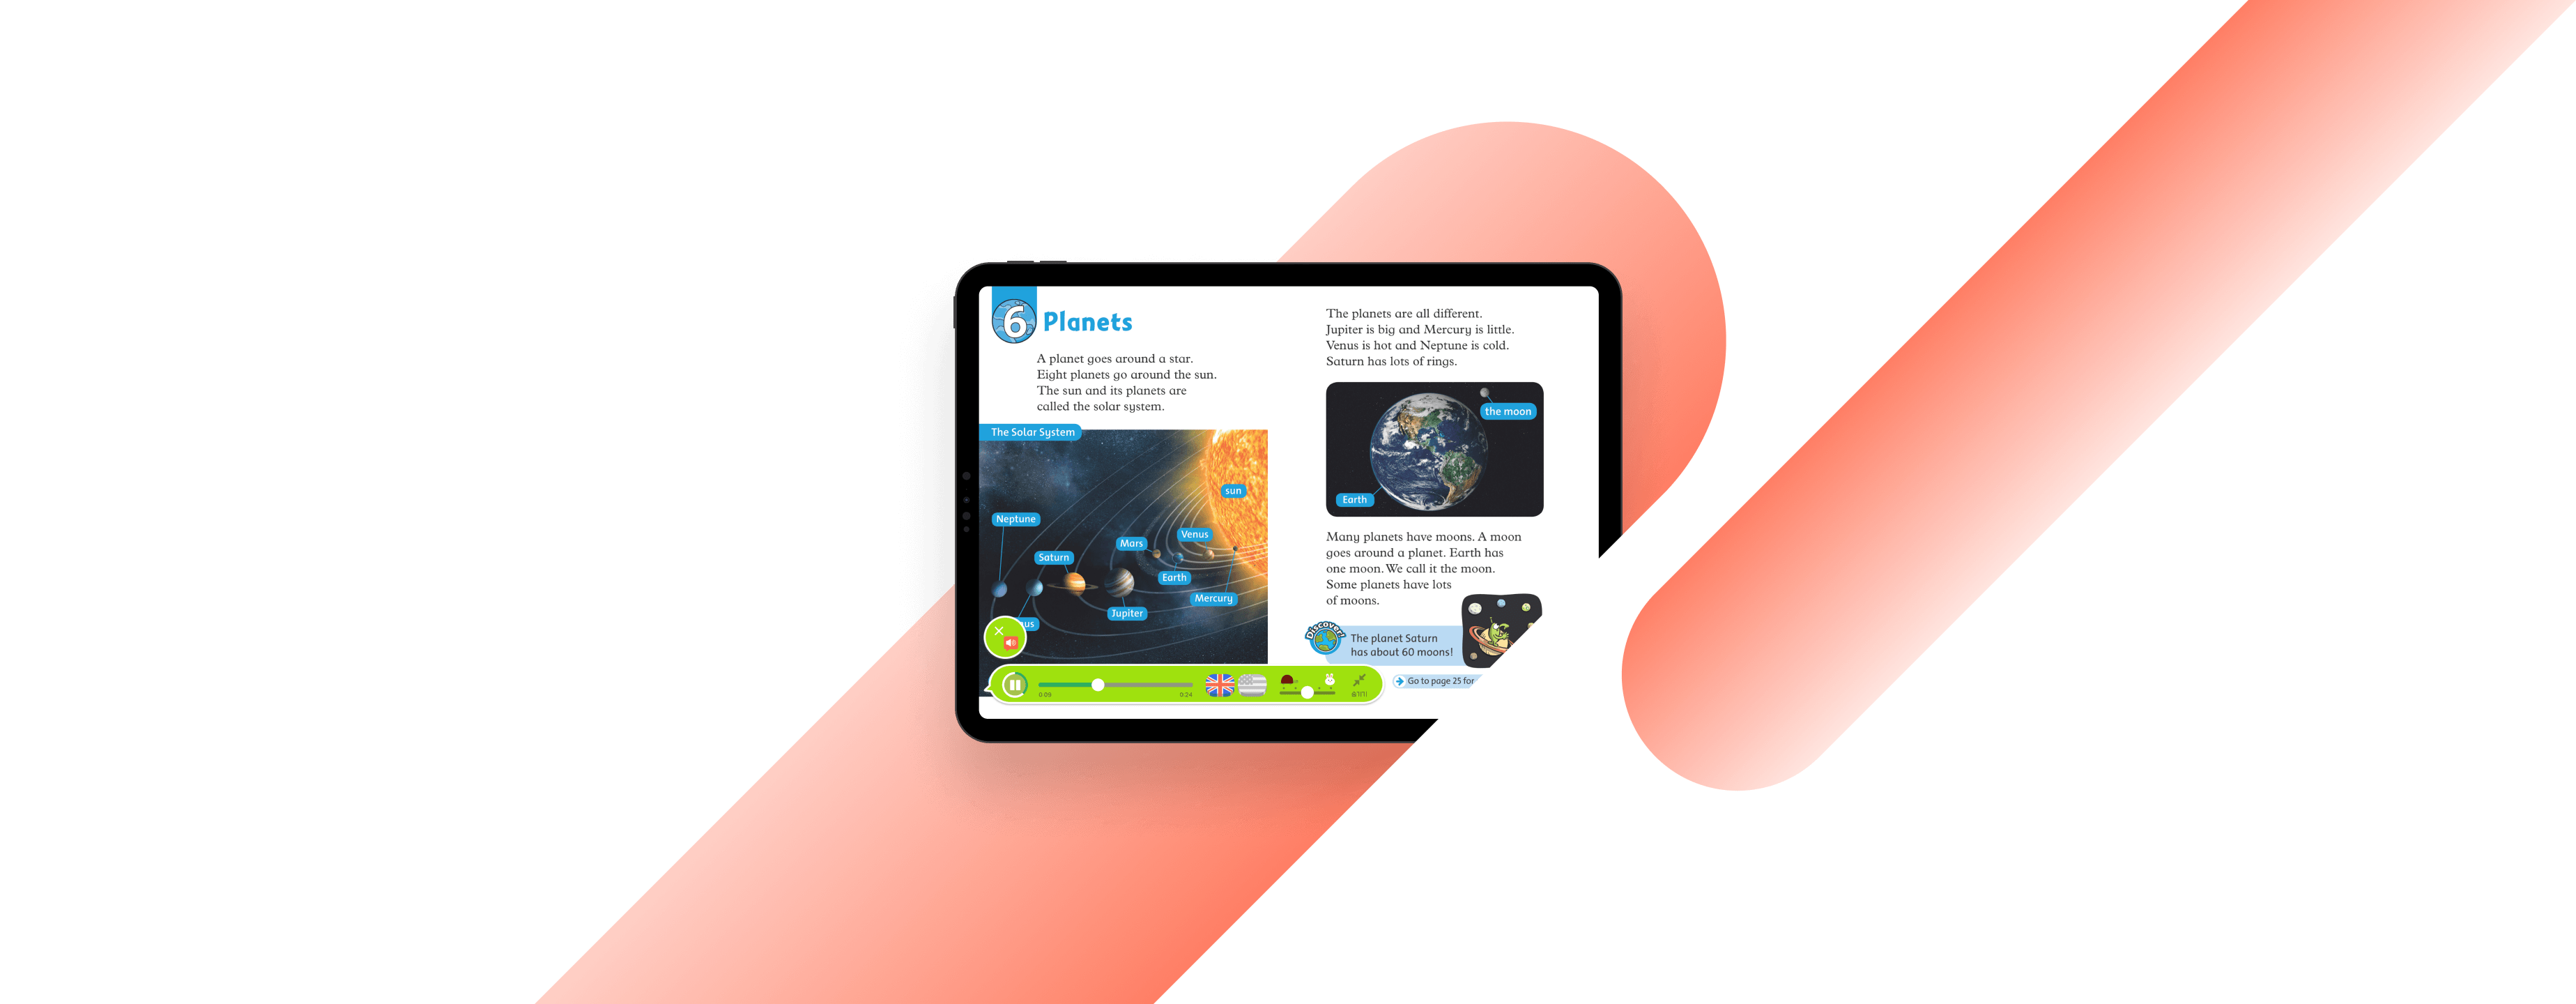 6 Planets
A planet goes around a star.
Eight planets go around the sun.
The sun and its planets are
called the solar system.
The Solar System
sun
Neptune
Venus
Mars
Saturn
Earth
Mercury
Jupiter
us
0:09
0:24
The planets are all different.
Jupiter is big and Mercury is little.
Venus is hot and Neptune is cold.
Saturn has lots of rings.
the moon
Earth
Many planets have moons. A moon
goes around a planet. Earth has
one moon. We call it the moon.
Some planets have lots
of moons.
Discover!
The planet Saturn
has about 60 moons!
Go to page 25 for